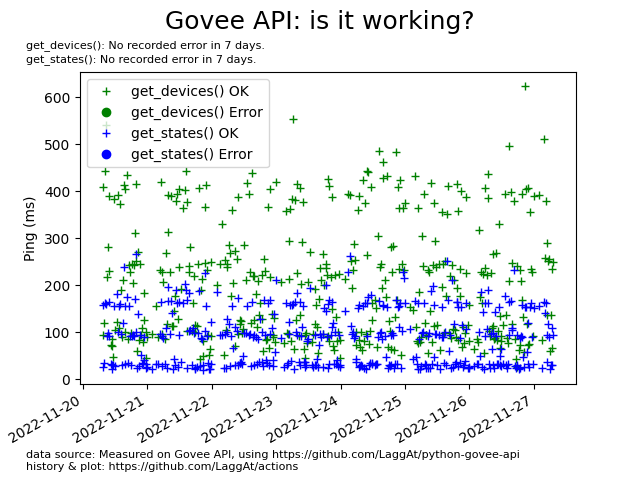 Govee API: is it working?
get_devices(): No recorded error in 7 days.
get_states(): No recorded error in 7 days.
get_devices() OK
get_devices() Error
get_states() OK
get_states() Error
Ping (ms)
600
500
400
300
200
100
0
2022-11-20
2022-11-21
2022-11-22
2022-11-23
2022-11-24
2022-11-25
2022-11-26
2022-11-27
data source: Measured on Govee API, using https://github.com/LaggAt/python-govee-api
history & plot: https://github.com/LaggAt/actions